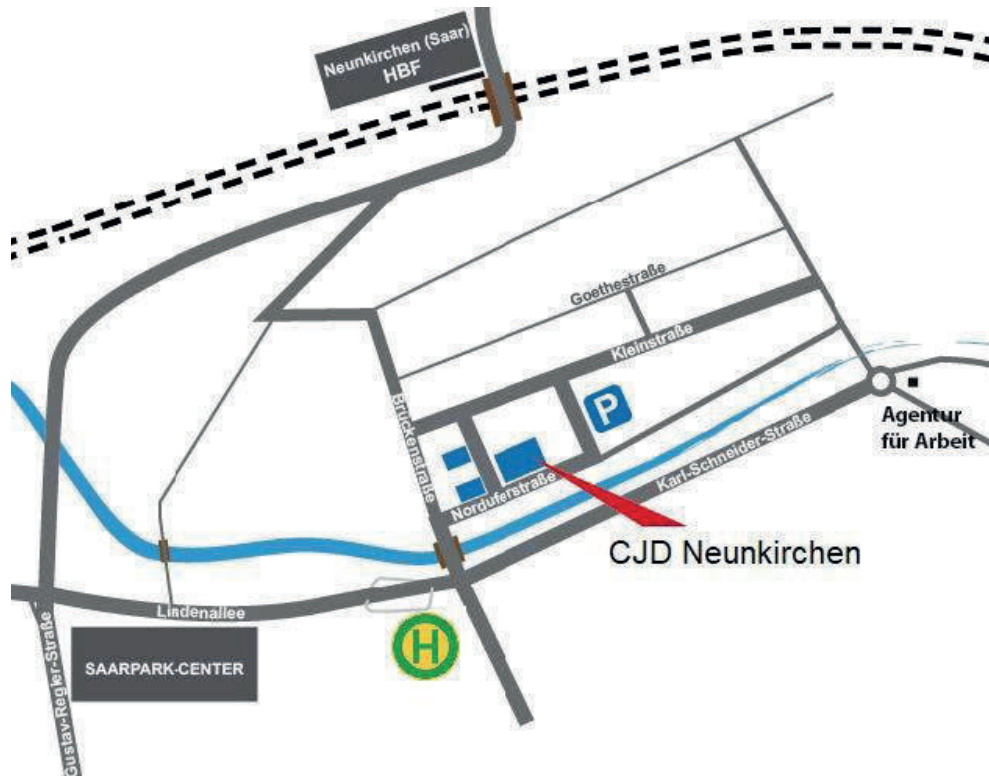 Neunkirchen (Saar)
HBF
Goethestraße
Kleinstraße
Brückenstraße
P
Agentur
für Arbeit
Karl-Schneider-Straße
Norduferstraße
CJD Neunkirchen
Lindenallee
H
SAARPARK-CENTER
Gustav-Regler-Straße